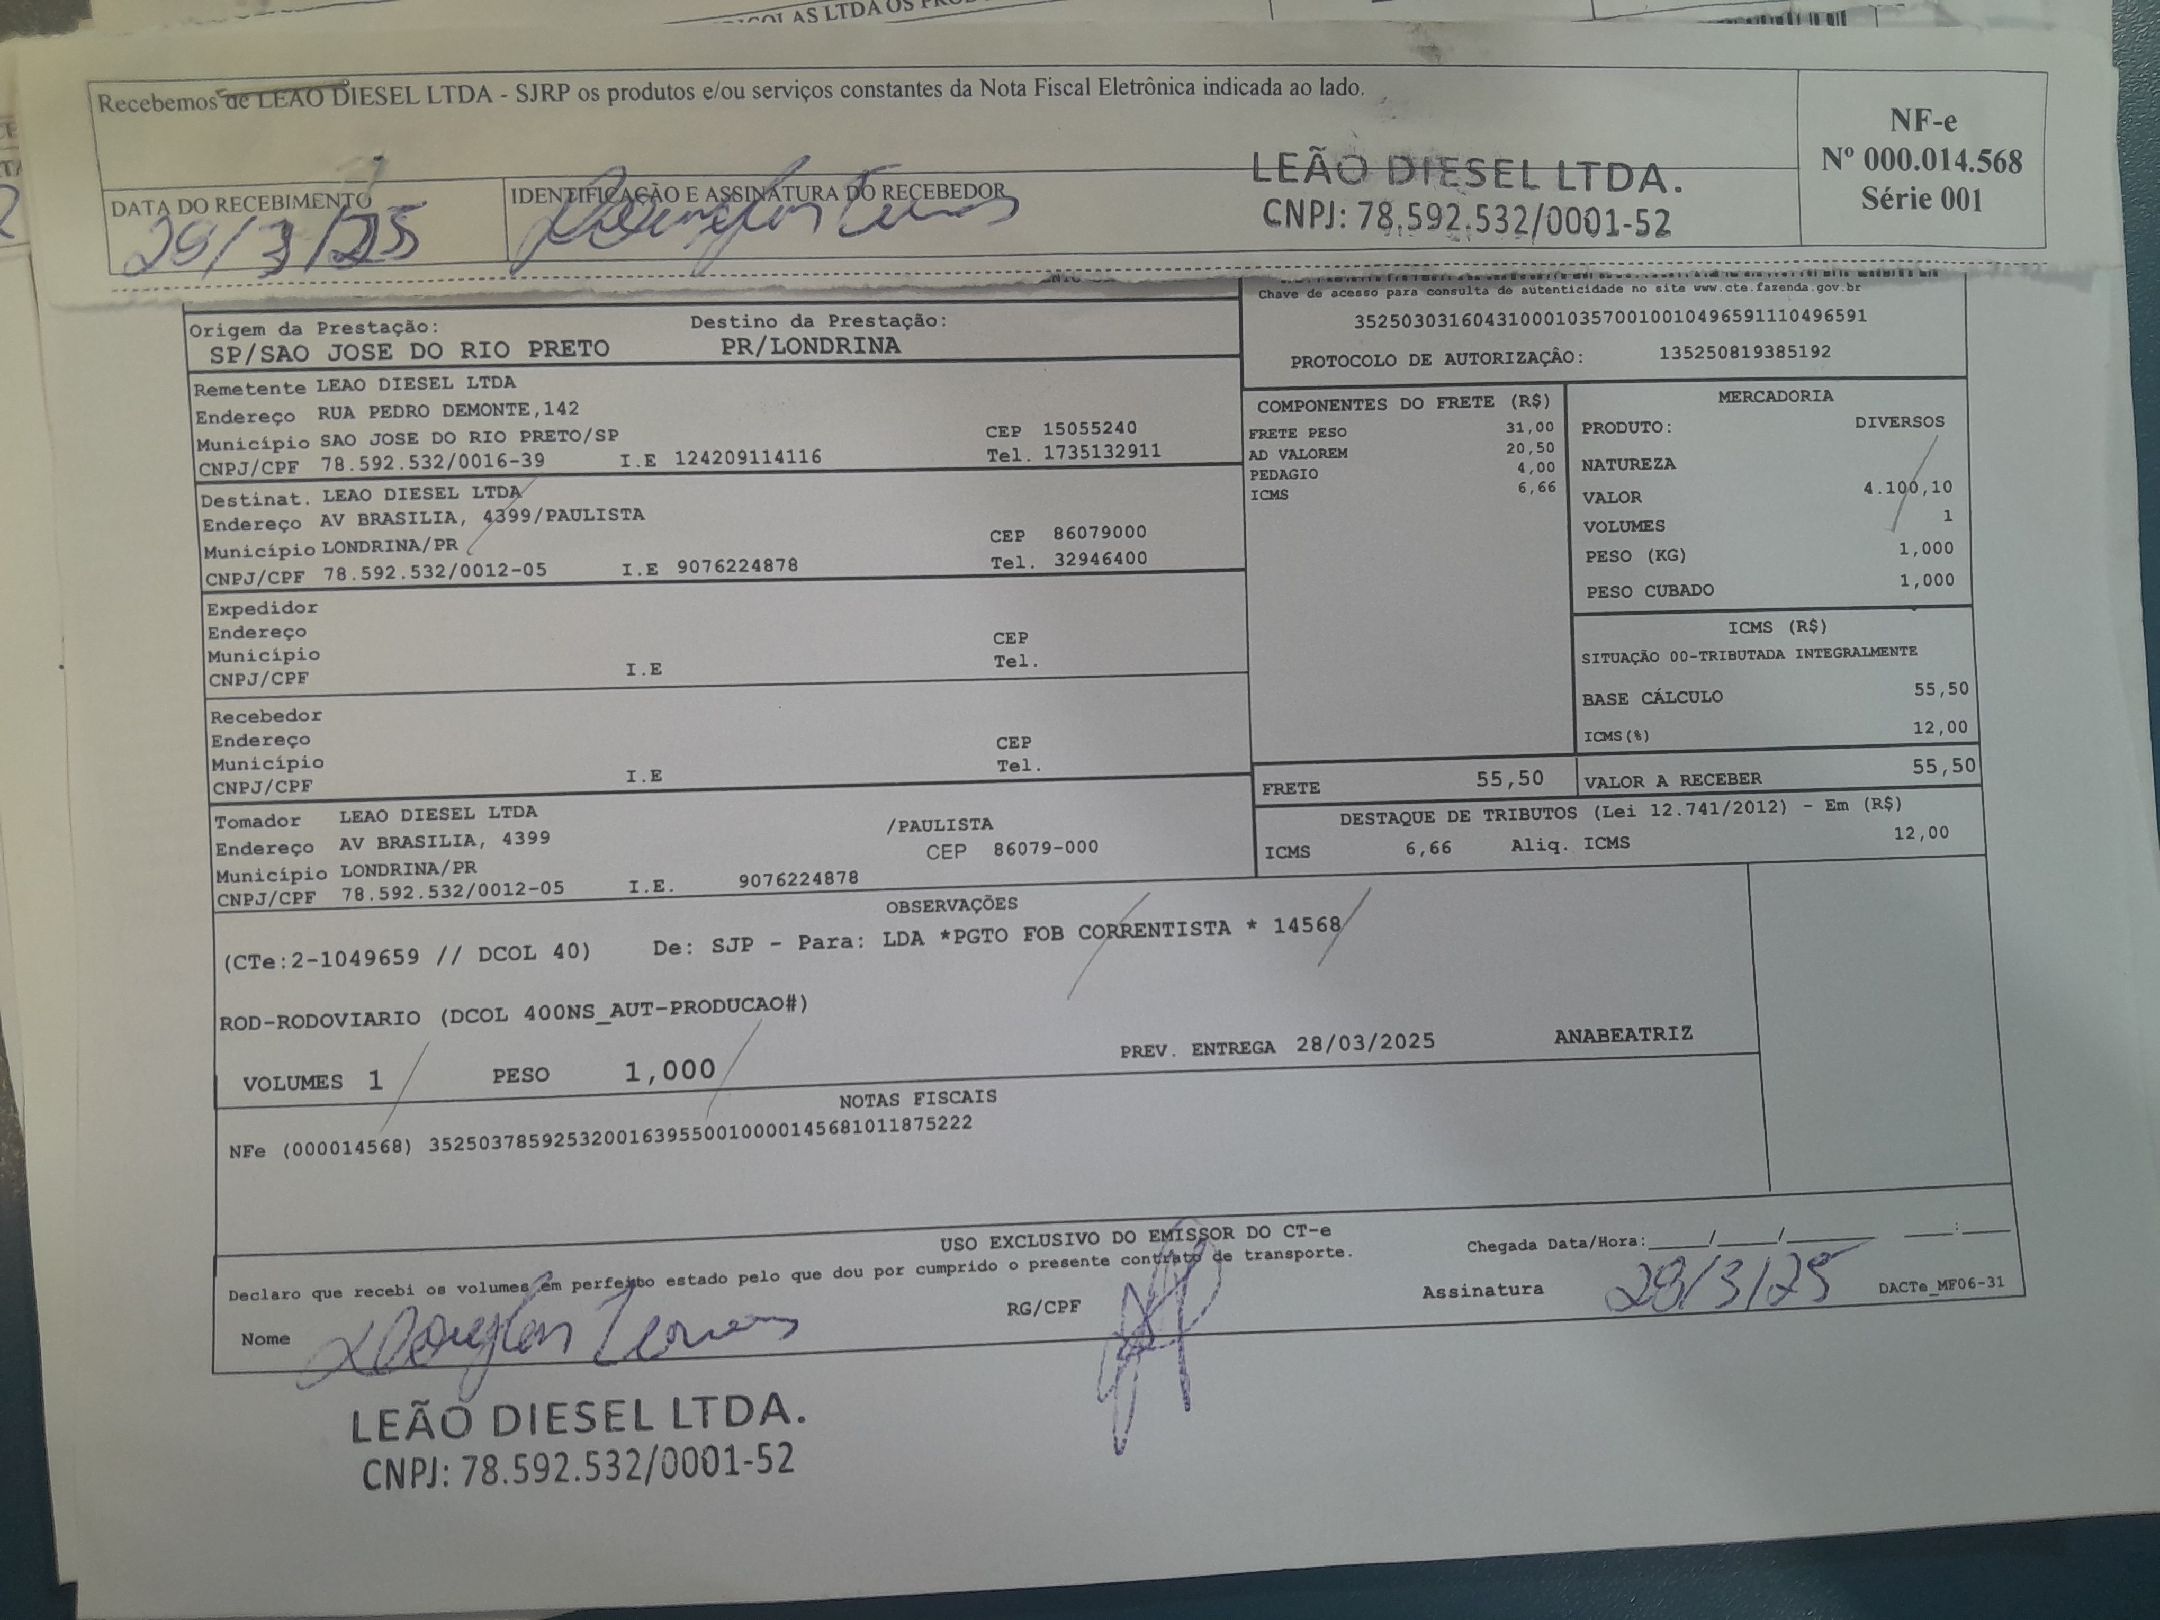 COLAS LTDA OS PROD
Recebemos de LEAO DIESEL LTDA - SJRP os produtos e/ou serviços constantes da Nota Fiscal Eletrônica indicada ao lado.
NF-e
Nº 000.014.568
Série 001
DATA DO RECEBIMENTO
IDENTIFICAÇÃO E ASSINATURA DO RECEBEDOR
LEÃO DIESEL LTDA.
CNPJ: 78.592.532/0001-52
28/3/25
Chave de acesso para consulta de autenticidade no site www.cte.fazenda.gov.br
35250303160431000103570010010496591110496591
PROTOCOLO DE AUTORIZAÇÃO: 135250819385192
Origem da Prestação: Destino da Prestação:
SP/SAO JOSE DO RIO PRETO PR/LONDRINA
Remetente LEAO DIESEL LTDA
Endereço RUA PEDRO DEMONTE,142
Município SAO JOSE DO RIO PRETO/SP CEP 15055240
CNPJ/CPF 78.592.532/0016-39 I.E 124209114116 Tel. 1735132911
Destinat. LEAO DIESEL LTDA
Endereço AV BRASILIA, 4399/PAULISTA
Município LONDRINA/PR CEP 86079000
CNPJ/CPF 78.592.532/0012-05 I.E 9076224878 Tel. 32946400
Expedidor
Endereço
Município CEP
CNPJ/CPF I.E Tel.
Recebedor
Endereço
Município CEP
CNPJ/CPF I.E Tel.
Tomador LEAO DIESEL LTDA
Endereço AV BRASILIA, 4399 /PAULISTA
Município LONDRINA/PR CEP 86079-000
CNPJ/CPF 78.592.532/0012-05 I.E. 9076224878
COMPONENTES DO FRETE (R$)
FRETE PESO 31,00
AD VALOREM 20,50
PEDAGIO 4,00
ICMS 6,66
MERCADORIA
PRODUTO: DIVERSOS
NATUREZA
VALOR 4.100,10
VOLUMES 1
PESO (KG) 1,000
PESO CUBADO 1,000
ICMS (R$)
SITUAÇÃO 00-TRIBUTADA INTEGRALMENTE
BASE CÁLCULO 55,50
ICMS(%) 12,00
FRETE 55,50 VALOR A RECEBER 55,50
DESTAQUE DE TRIBUTOS (Lei 12.741/2012) - Em (R$)
ICMS 6,66 Aliq. ICMS 12,00
OBSERVAÇÕES
(CTe:2-1049659 // DCOL 40) De: SJP - Para: LDA *PGTO FOB CORRENTISTA * 14568
ROD-RODOVIARIO (DCOL 400NS_AUT-PRODUCAO#)
VOLUMES 1 PESO 1,000 PREV. ENTREGA 28/03/2025 ANABEATRIZ
NOTAS FISCAIS
NFe (000014568) 35250378592532001639550010000145681011875222
USO EXCLUSIVO DO EMISSOR DO CT-e
Declaro que recebi os volumes em perfeito estado pelo que dou por cumprido o presente contrato de transporte.
Chegada Data/Hora:____/____/______ ___:___
Nome RG/CPF Assinatura 28/3/25 DACTe_MF06-31
LEÃO DIESEL LTDA.
CNPJ: 78.592.532/0001-52